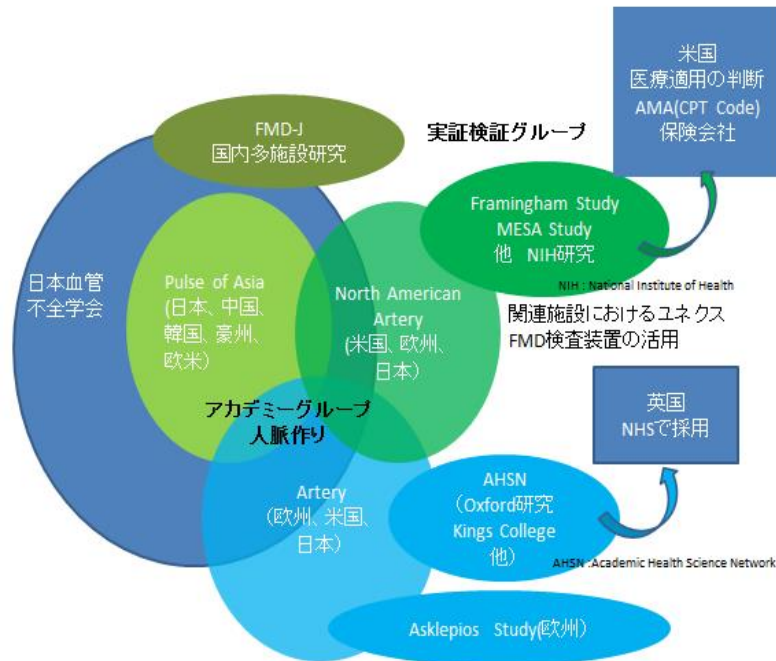 米国
医療適用の判断
AMA(CPT Code)
保険会社
FMD-J
国内多施設研究
実証検証グループ
Framingham Study
MESA Study
他 NIH研究
NIH : National Institute of Health
日本血管
不全学会
Pulse of Asia
(日本、中国、
韓国、豪州、
欧米)
North American
Artery
(米国、欧州、
日本)
関連施設におけるユネクス
FMD検査装置の活用
アカデミーグループ
人脈作り
英国
NHSで採用
Artery
(欧州、米国、
日本)
AHSN
(Oxford研究
Kings College
他)
AHSN :Academic Health Science Network
Asklepios Study(欧州)